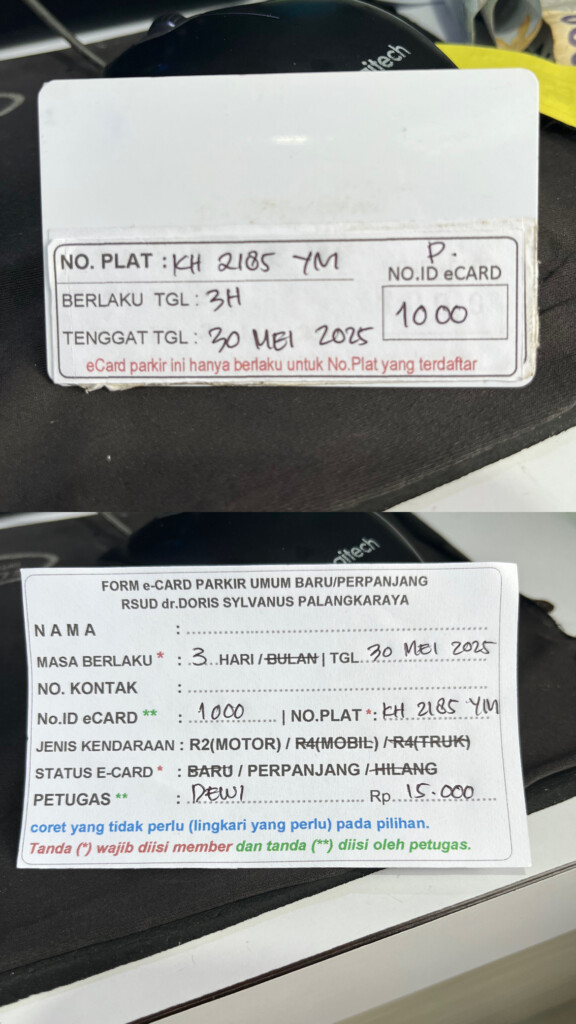 gitech
NO. PLAT : KH 2185 YM
P.
NO.ID eCARD
BERLAKU TGL : 3H
1000
TENGGAT TGL : 30 MEI 2025
eCard parkir ini hanya berlaku untuk No.Plat yang terdaftar
gitech
FORM e-CARD PARKIR UMUM BARU/PERPANJANG
RSUD dr.DORIS SYLVANUS PALANGKARAYA
NAMA :
MASA BERLAKU * : 3 HARI / BULAN | TGL. 30 MEI 2025
NO. KONTAK :
No.ID eCARD ** : 1000 | NO.PLAT *: KH 2185 YM
JENIS KENDARAAN : R2(MOTOR) / R4(MOBIL) / R4(TRUK)
STATUS E-CARD * : BARU / PERPANJANG / HILANG
PETUGAS ** : DEWI Rp. 15.000
coret yang tidak perlu (lingkari yang perlu) pada pilihan.
Tanda (*) wajib diisi member dan tanda (**) diisi oleh petugas.